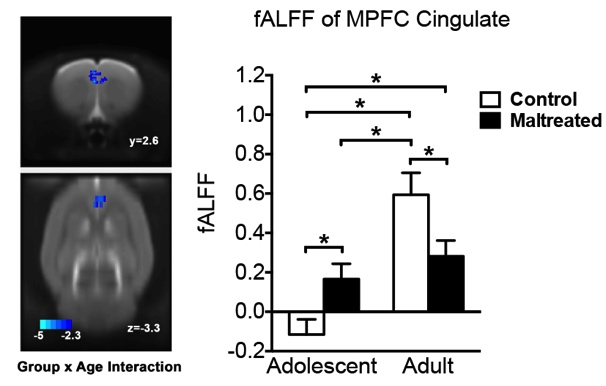 fALFF of MPFC Cingulate
y=2.6
-5 -2.3
z=-3.3
Group x Age Interaction
fALFF
1.2
1.0
0.8
0.6
0.4
0.2
0.0
-0.2
*
*
*
*
*
Adolescent Adult
Control
Maltreated